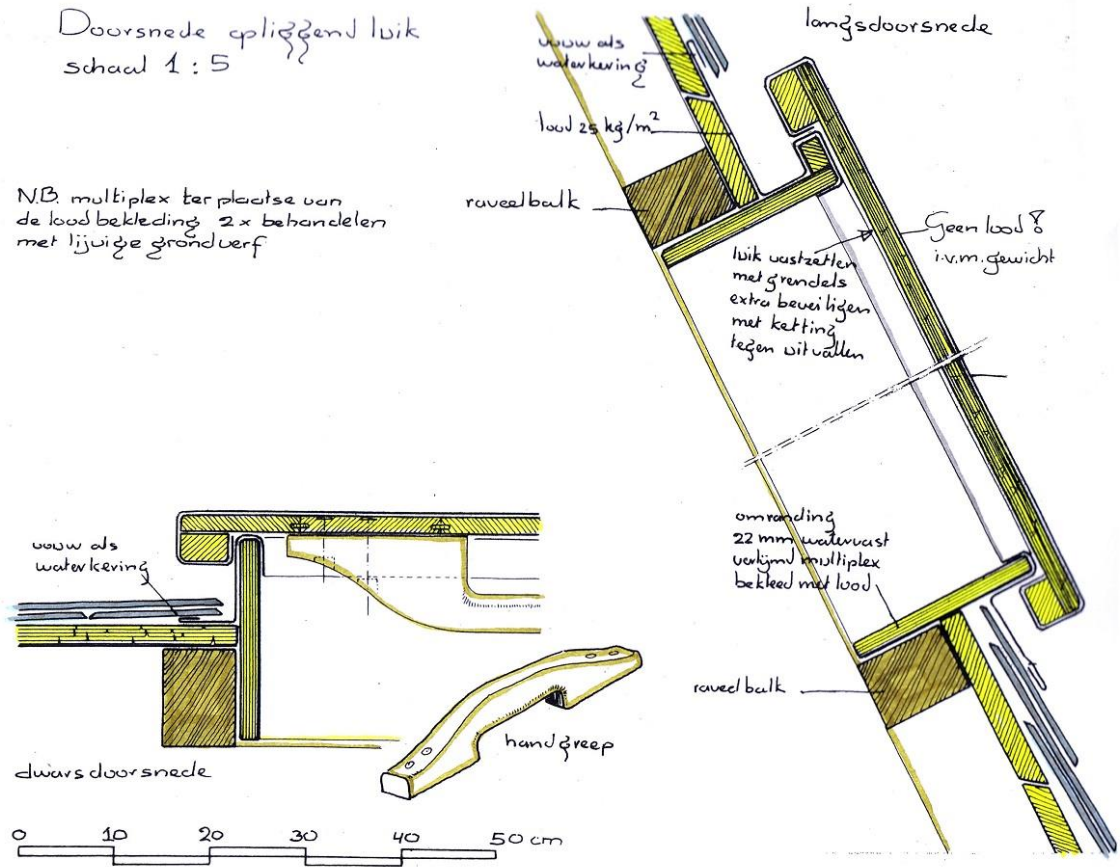 Doorsnede opliggend luik
schaal 1 : 5
N.B. multiplex ter plaatse van
de loodbekleding 2 x behandelen
met lijvige grondverf
langsdoorsnede
vouw als
waterkering
lood 25 kg/m²
raveelbalk
Geen lood!
i.v.m. gewicht
luik vastzetten
met grendels
extra beveiligen
met ketting
tegen uitvallen
omranding
22 mm watervast
verlijmd multiplex
bekleed met lood
raveelbalk
vouw als
waterkering
handgreep
dwarsdoorsnede
0 10 20 30 40 50 cm